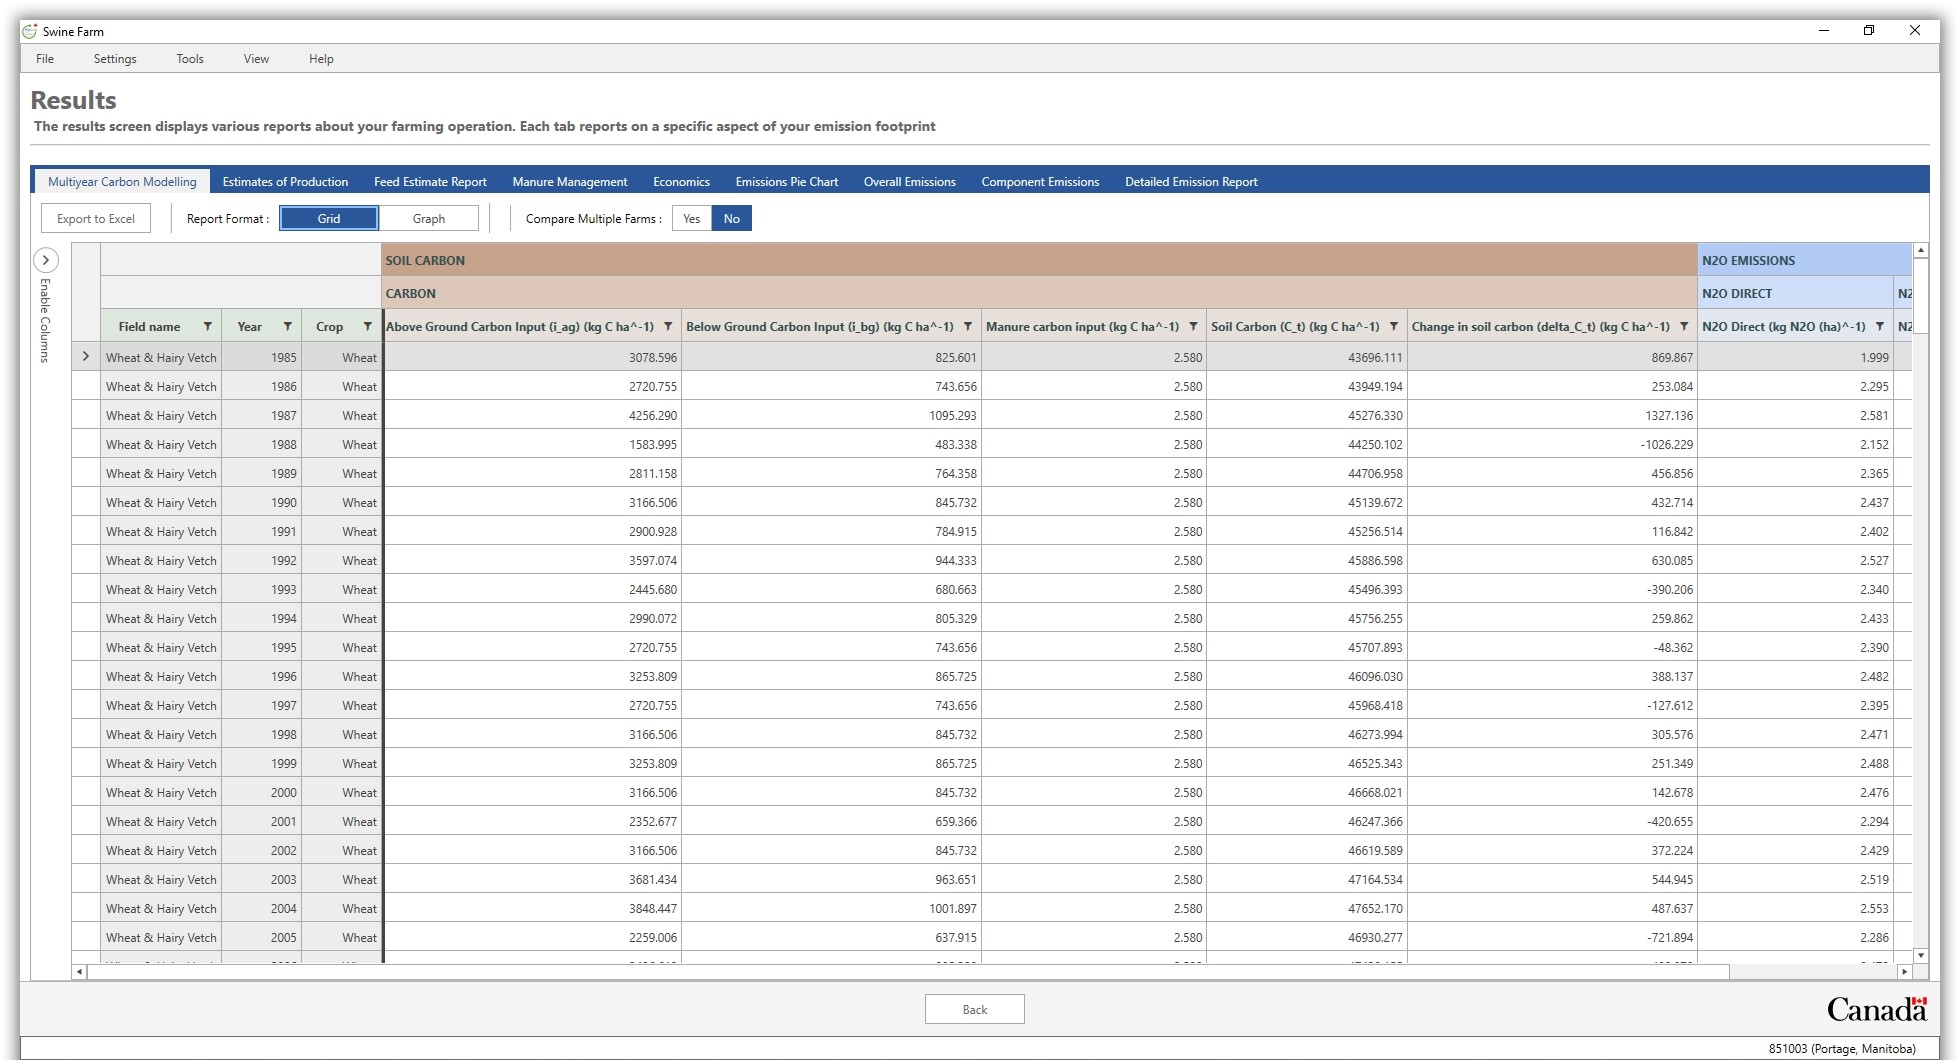 Swine Farm
File Settings Tools View Help
Results
The results screen displays various reports about your farming operation. Each tab reports on a specific aspect of your emission footprint
Multiyear Carbon Modelling Estimates of Production Feed Estimate Report Manure Management Economics Emissions Pie Chart Overall Emissions Component Emissions Detailed Emission Report
Export to Excel Report Format : Grid Graph Compare Multiple Farms : Yes No
Enable Columns
SOIL CARBON N2O EMISSIONS
CARBON N2O DIRECT
Field name Year Crop Above Ground Carbon Input (i_ag) (kg C ha^-1) Below Ground Carbon Input (i_bg) (kg C ha^-1) Manure carbon input (kg C ha^-1) Soil Carbon (C_t) (kg C ha^-1) Change in soil carbon (delta_C_t) (kg C ha^-1) N2O Direct (kg N2O (ha)^-1)
Wheat & Hairy Vetch 1985 Wheat 3078.596 825.601 2.580 43696.111 869.867 1.999
Wheat & Hairy Vetch 1986 Wheat 2720.755 743.656 2.580 43949.194 253.084 2.295
Wheat & Hairy Vetch 1987 Wheat 4256.290 1095.293 2.580 45276.330 1327.136 2.581
Wheat & Hairy Vetch 1988 Wheat 1583.995 483.338 2.580 44250.102 -1026.229 2.152
Wheat & Hairy Vetch 1989 Wheat 2811.158 764.358 2.580 44706.958 456.856 2.365
Wheat & Hairy Vetch 1990 Wheat 3166.506 845.732 2.580 45139.672 432.714 2.437
Wheat & Hairy Vetch 1991 Wheat 2900.928 784.915 2.580 45256.514 116.842 2.402
Wheat & Hairy Vetch 1992 Wheat 3597.074 944.333 2.580 45886.598 630.085 2.527
Wheat & Hairy Vetch 1993 Wheat 2445.680 680.663 2.580 45496.393 -390.206 2.340
Wheat & Hairy Vetch 1994 Wheat 2990.072 805.329 2.580 45756.255 259.862 2.433
Wheat & Hairy Vetch 1995 Wheat 2720.755 743.656 2.580 45707.893 -48.362 2.390
Wheat & Hairy Vetch 1996 Wheat 3253.809 865.725 2.580 46096.030 388.137 2.482
Wheat & Hairy Vetch 1997 Wheat 2720.755 743.656 2.580 45968.418 -127.612 2.395
Wheat & Hairy Vetch 1998 Wheat 3166.506 845.732 2.580 46273.994 305.576 2.471
Wheat & Hairy Vetch 1999 Wheat 3253.809 865.725 2.580 46525.343 251.349 2.488
Wheat & Hairy Vetch 2000 Wheat 3166.506 845.732 2.580 46668.021 142.678 2.476
Wheat & Hairy Vetch 2001 Wheat 2352.677 659.366 2.580 46247.366 -420.655 2.294
Wheat & Hairy Vetch 2002 Wheat 3166.506 845.732 2.580 46619.589 372.224 2.429
Wheat & Hairy Vetch 2003 Wheat 3681.434 963.651 2.580 47164.534 544.945 2.519
Wheat & Hairy Vetch 2004 Wheat 3848.447 1001.897 2.580 47652.170 487.637 2.553
Wheat & Hairy Vetch 2005 Wheat 2259.006 637.915 2.580 46930.277 -721.894 2.286
Back
Canada
851003 (Portage, Manitoba)